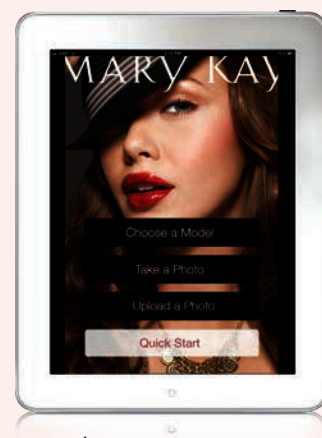 MARY KAY
Choose a Model
Take a Photo
Upload a Photo
Quick Start